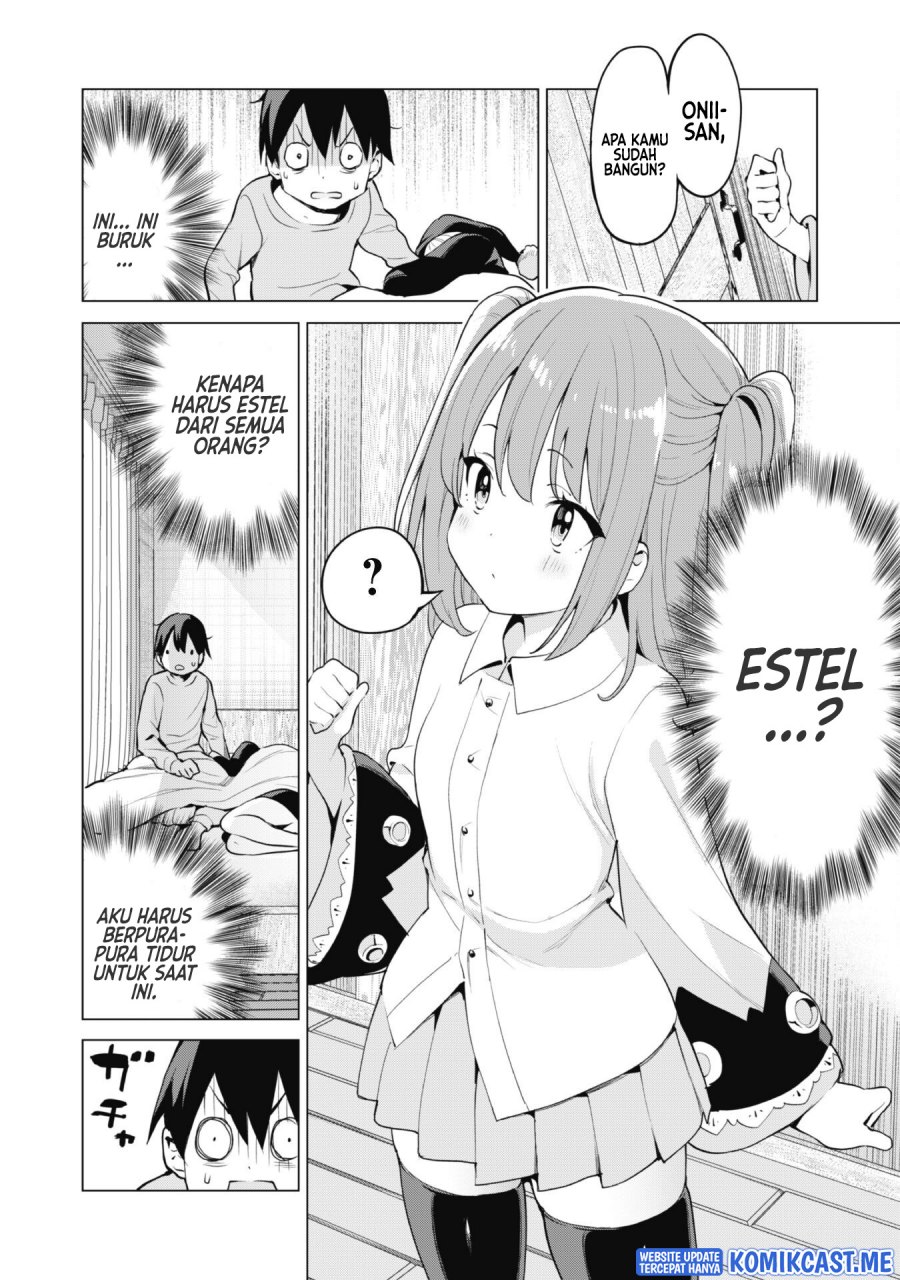 ONII-
SAN,
APA KAMU
SUDAH
BANGUN?
INI... INI
BURUK
...
ESTEL
...?
?
KENAPA
HARUS ESTEL
DARI SEMUA
ORANG?
AKU HARUS
BERPURA-
PURA TIDUR
UNTUK SAAT
INI.
ガチャ
WEBSITE UPDATE
TERCEPAT HANYA
KOMIKCAST.ME